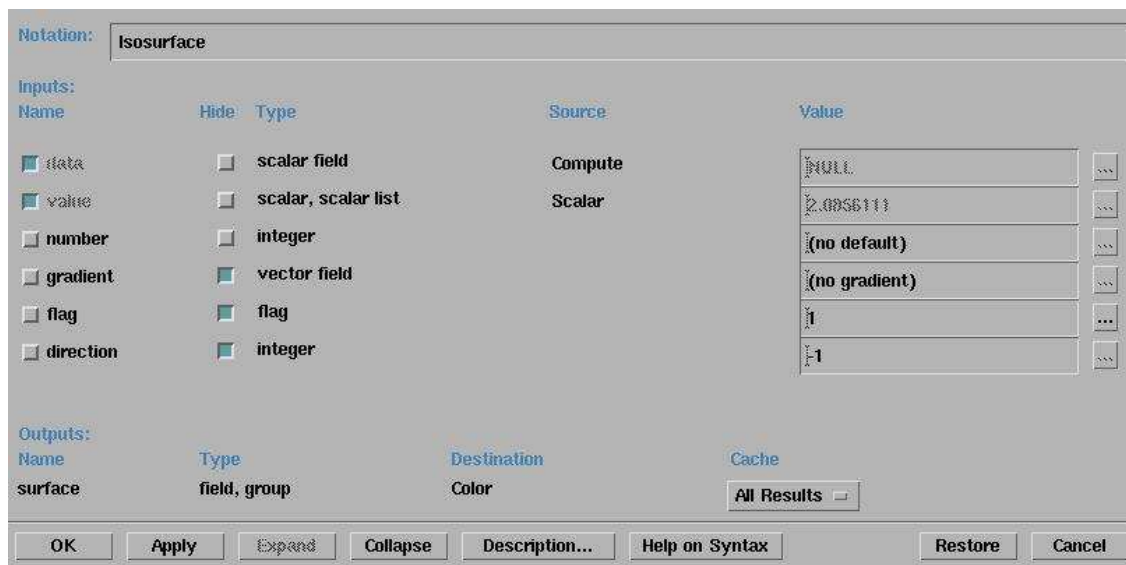 Notation: Isosurface
Inputs:
Name Hide Type Source Value
data scalar field Compute NULL ...
value scalar, scalar list Scalar 2.0856111 ...
number integer (no default) ...
gradient vector field (no gradient) ...
flag flag 1 ...
direction integer -1 ...
Outputs:
Name Type Destination Cache
surface field, group Color All Results
OK Apply Expand Collapse Description... Help on Syntax Restore Cancel